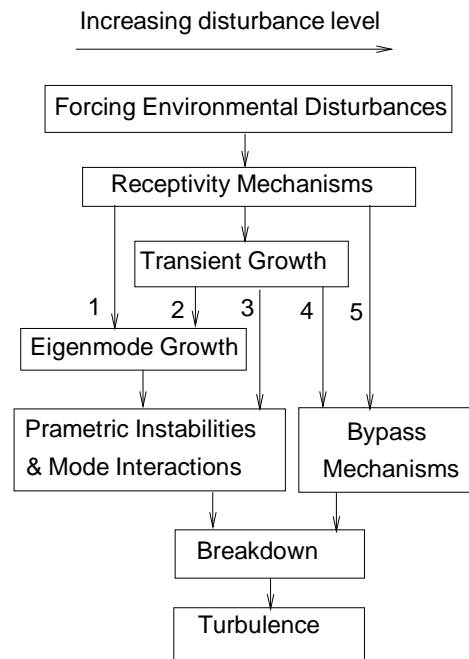 Increasing disturbance level
Forcing Environmental Disturbances
Receptivity Mechanisms
Transient Growth
1
2
3
4
5
Eigenmode Growth
Prametric Instabilities
& Mode Interactions
Bypass
Mechanisms
Breakdown
Turbulence